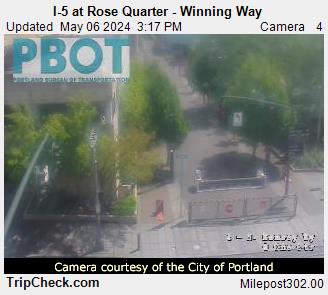 I-5 at Rose Quarter - Winning Way
Updated May 06 2024 3:17 PM Camera 4
PBOT
PORTLAND BUREAU OF TRANSPORTATION
Camera courtesy of the City of Portland
TripCheck.com Milepost302.00